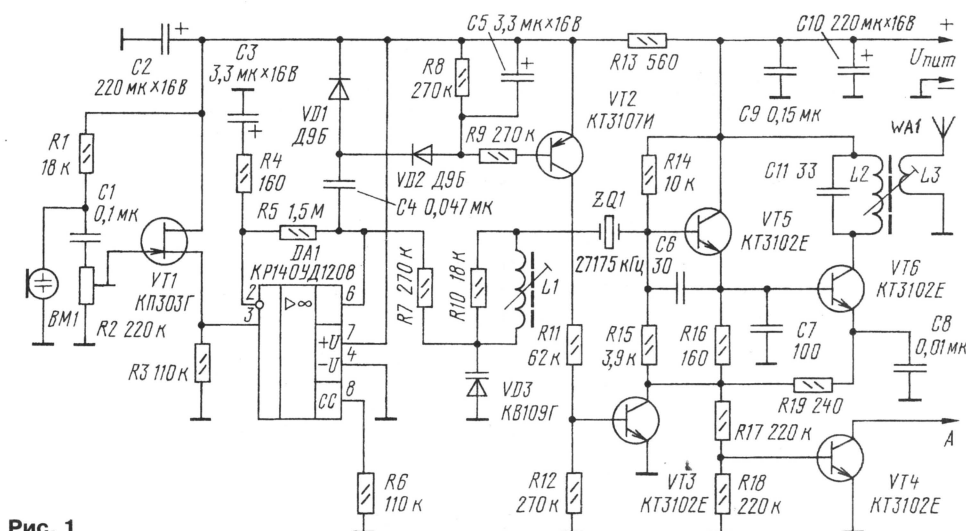 C2
220 мк×16В
C3
3,3 мк×16В
C5 3,3 мк×16В
C10 220 мк×16В
+
Uпит
−
R1
18 к
C1
0,1 мк
BM1
R2 220 к
VT1
КП303Г
R3 110 к
R4
160
R5 1,5 М
DA1
КР140УД1208
2
3
▷∞
6
+U
7
-U
4
CC
8
R6
110 к
VD1
Д9Б
VD2 Д9Б
C4 0,047 мк
R8
270 к
R9 270 к
R7 270 к
R10 18 к
L1
VD3
КВ109Г
VT2
КТ3107И
R11
62 к
R12
270 к
R13 560
ZQ1
27175 кГц
R14
10 к
C6
30
R15
3,9 к
R16
160
VT3
КТ3102Е
VT5
КТ3102Е
C9 0,15 мк
C11 33
L2
L3
WA1
VT6
КТ3102Е
C7
100
C8
0,01 мк
R19 240
R17 220 к
R18
220 к
VT4
КТ3102Е
A
Рис. 1